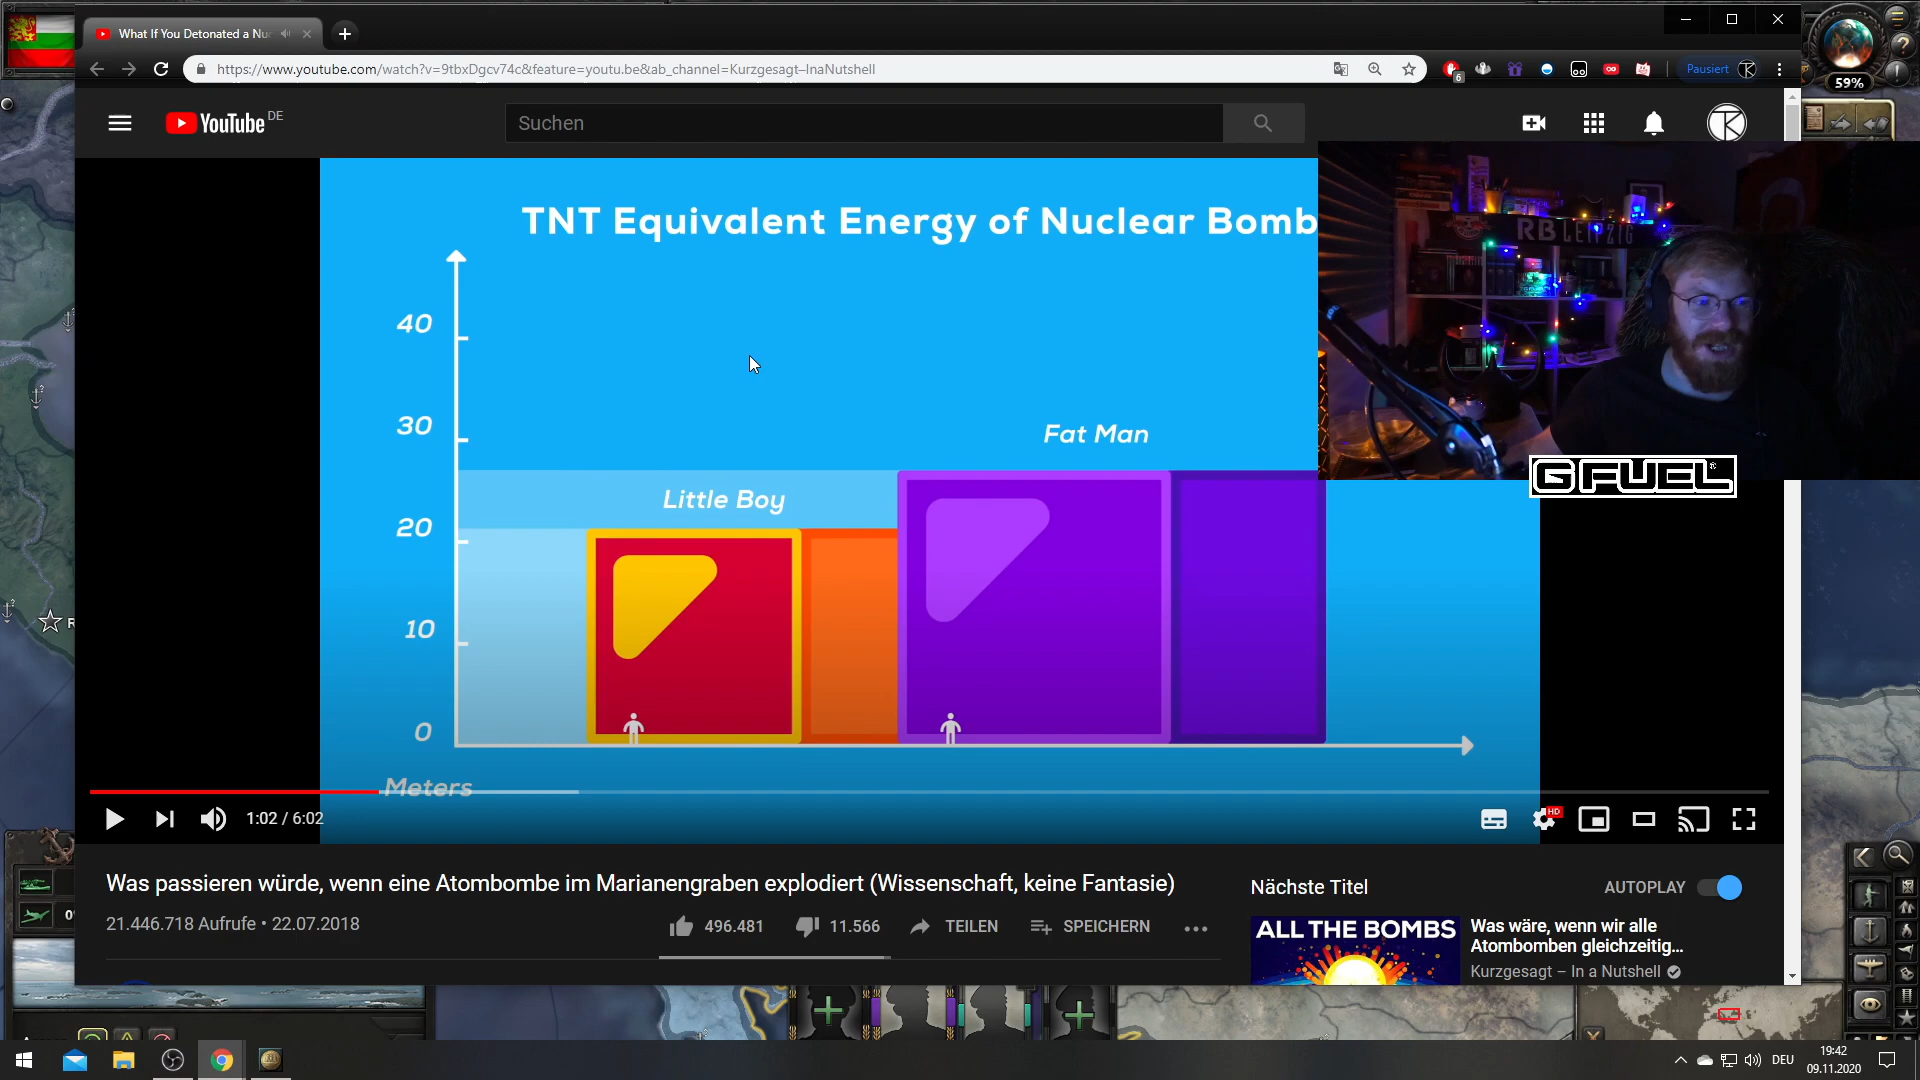 What If You Detonated a Nu
https://www.youtube.com/watch?v=9tbxDgcv74c&feature=youtu.be&ab_channel=Kurzgesagt–InaNutshell
6
Pausiert
59%
YouTube DE
Suchen
TNT Equivalent Energy of Nuclear Bomb
RB LEIPZIG
40
30
20
10
0
Fat Man
Little Boy
Meters
G FUEL®
1:02 / 6:02
HD
Was passieren würde, wenn eine Atombombe im Marianengraben explodiert (Wissenschaft, keine Fantasie)
21.446.718 Aufrufe • 22.07.2018
496.481
11.566
TEILEN
SPEICHERN
Nächste Titel
AUTOPLAY
ALL THE BOMBS
Was wäre, wenn wir alle
Atombomben gleichzeitig...
Kurzgesagt – In a Nutshell
DEU
19:42
09.11.2020